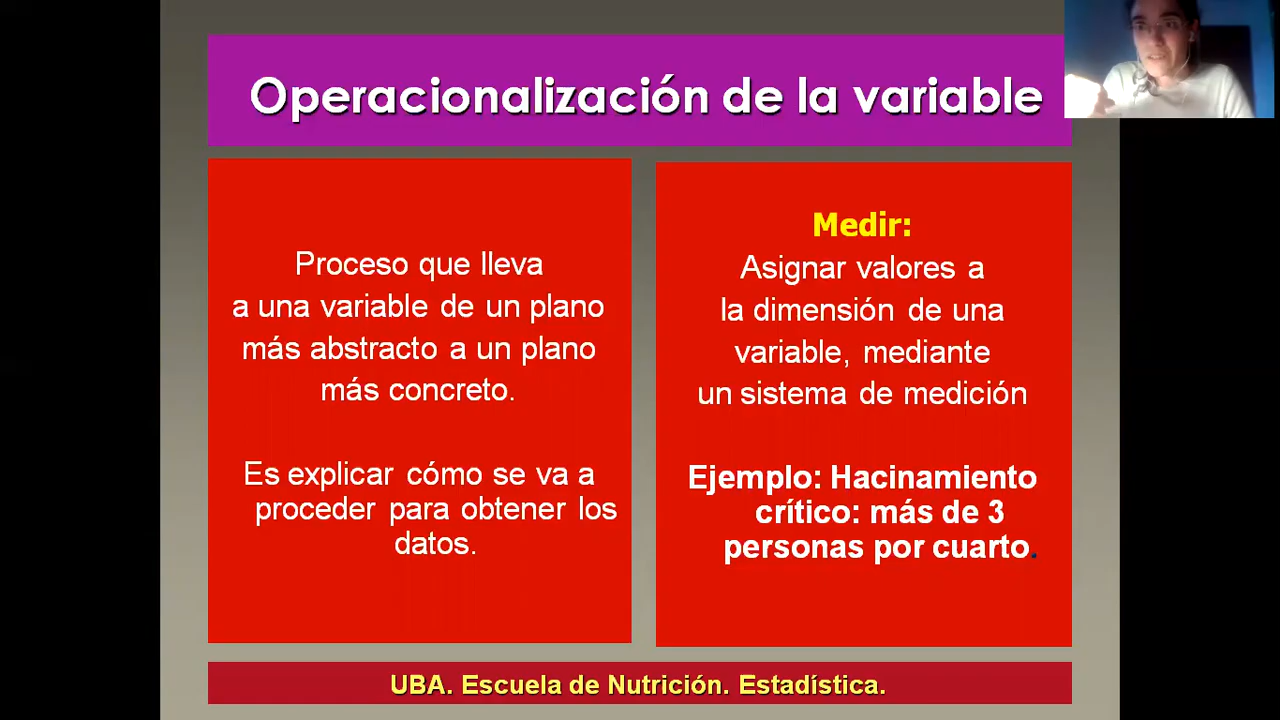 Operacionalización de la variable
Proceso que lleva
a una variable de un plano
más abstracto a un plano
más concreto.
Es explicar cómo se va a
proceder para obtener los
datos.
Medir:
Asignar valores a
la dimensión de una
variable, mediante
un sistema de medición
Ejemplo: Hacinamiento
crítico: más de 3
personas por cuarto.
UBA. Escuela de Nutrición. Estadística.